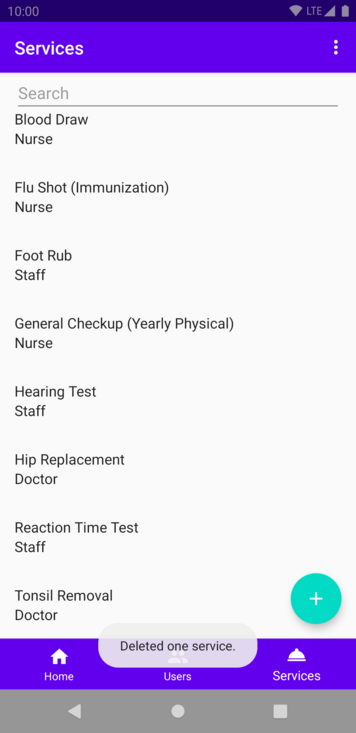 10:00
LTE
Services
Search
Blood Draw
Nurse
Flu Shot (Immunization)
Nurse
Foot Rub
Staff
General Checkup (Yearly Physical)
Nurse
Hearing Test
Staff
Hip Replacement
Doctor
Reaction Time Test
Staff
Tonsil Removal
Doctor
+
Deleted one service.
Home
Users
Services